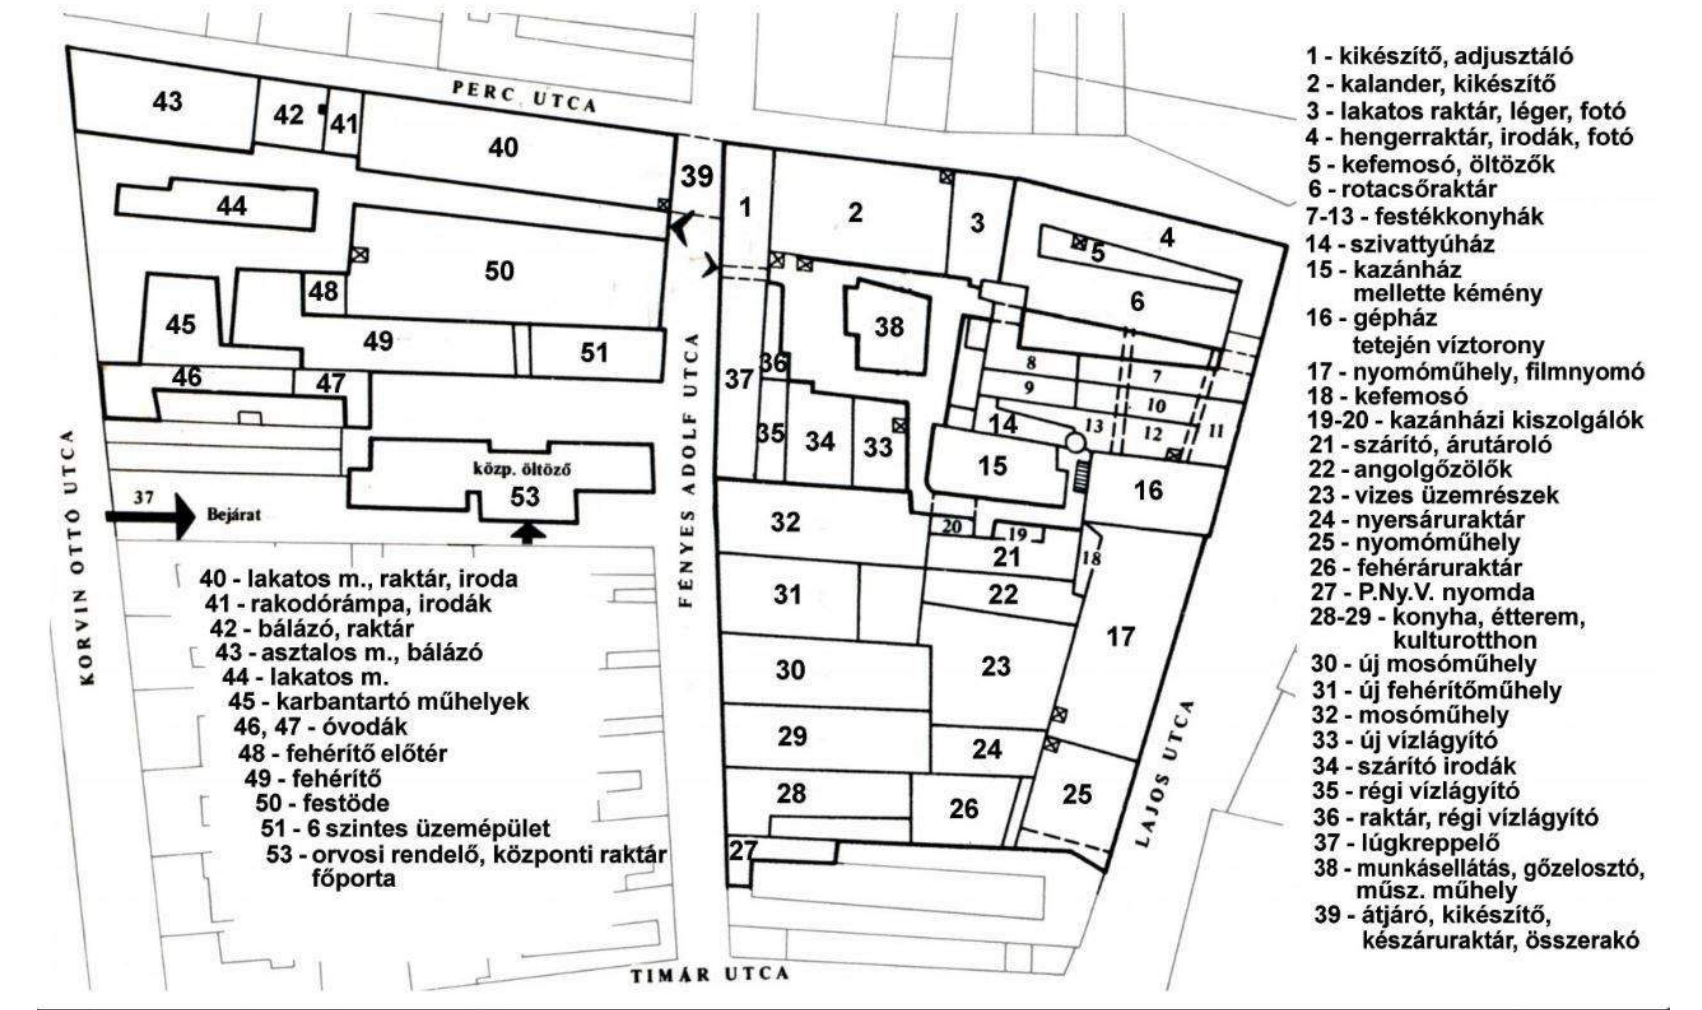 PERC UTCA
43
42
41
40
39
1
2
3
4
5
6
44
50
48
45
49
51
46
47
38
36
37
35
34
33
8
7
9
10
14
13
12
11
15
16
közp. öltöző
53
37
Bejárat
KORVIN OTTÓ UTCA
FÉNYES ADOLF UTCA
LAJOS UTCA
TIMÁR UTCA
32
20
19
21
18
31
22
30
23
17
29
24
28
26
25
27
40 - lakatos m., raktár, iroda
41 - rakodórámpa, irodák
42 - bálázó, raktár
43 - asztalos m., bálázó
44 - lakatos m.
45 - karbantartó műhelyek
46, 47 - óvodák
48 - fehérítő előtér
49 - fehérítő
50 - festöde
51 - 6 szintes üzemépület
53 - orvosi rendelő, központi raktár
főporta
1 - kikészítő, adjusztáló
2 - kalander, kikészítő
3 - lakatos raktár, léger, fotó
4 - hengerraktár, irodák, fotó
5 - kefemosó, öltözők
6 - rotacsőraktár
7-13 - festékkonyhák
14 - szivattyúház
15 - kazánház
mellette kémény
16 - gépház
tetején víztorony
17 - nyomóműhely, filmnyomó
18 - kefemosó
19-20 - kazánházi kiszolgálók
21 - szárító, árutároló
22 - angolgőzölők
23 - vizes üzemrészek
24 - nyersáruraktár
25 - nyomóműhely
26 - fehéráruraktár
27 - P.Ny.V. nyomda
28-29 - konyha, étterem,
kulturotthon
30 - új mosóműhely
31 - új fehérítőműhely
32 - mosóműhely
33 - új vízlágyító
34 - szárító irodák
35 - régi vízlágyító
36 - raktár, régi vízlágyító
37 - lúgkreppelő
38 - munkásellátás, gőzelosztó,
műsz. műhely
39 - átjáró, kikészítő,
készáruraktár, összerakó